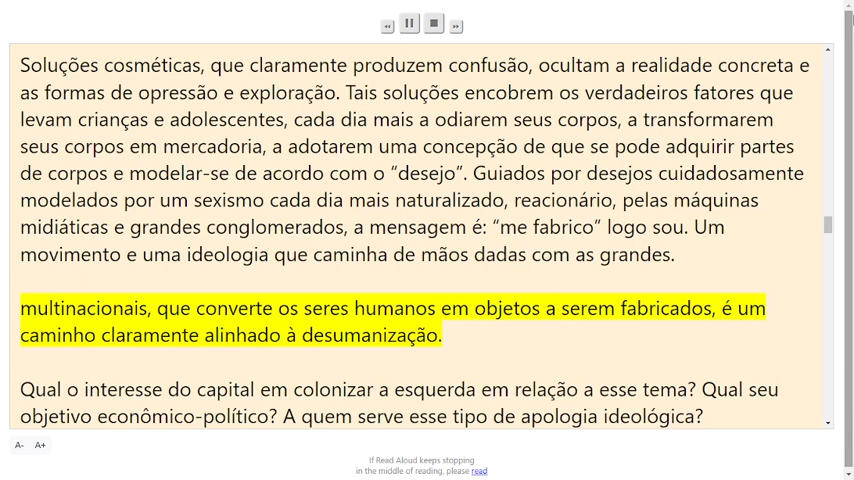 Soluções cosméticas, que claramente produzem confusão, ocultam a realidade concreta e
as formas de opressão e exploração. Tais soluções encobrem os verdadeiros fatores que
levam crianças e adolescentes, cada dia mais a odiarem seus corpos, a transformarem
seus corpos em mercadoria, a adotarem uma concepção de que se pode adquirir partes
de corpos e modelar-se de acordo com o “desejo”. Guiados por desejos cuidadosamente
modelados por um sexismo cada dia mais naturalizado, reacionário, pelas máquinas
midiáticas e grandes conglomerados, a mensagem é: “me fabrico” logo sou. Um
movimento e uma ideologia que caminha de mãos dadas com as grandes.
multinacionais, que converte os seres humanos em objetos a serem fabricados, é um
caminho claramente alinhado à desumanização.
Qual o interesse do capital em colonizar a esquerda em relação a esse tema? Qual seu
objetivo econômico-político? A quem serve esse tipo de apologia ideológica?
A- A+
If Read Aloud keeps stopping
in the middle of reading, please read